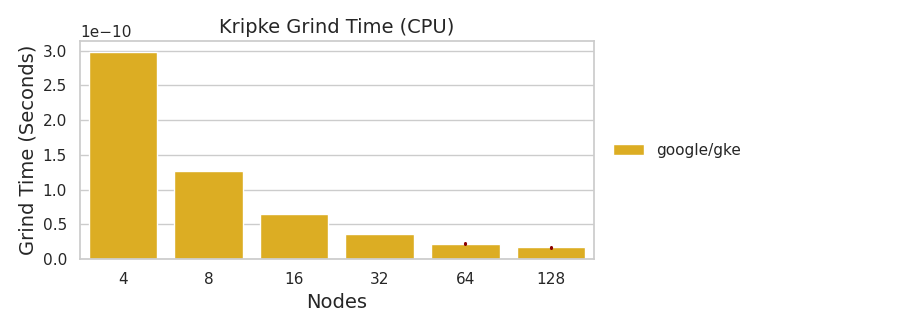 Kripke Grind Time (CPU)
1e−10
Grind Time (Seconds)
3.0
2.5
2.0
1.5
1.0
0.5
0.0
4 8 16 32 64 128
Nodes
google/gke